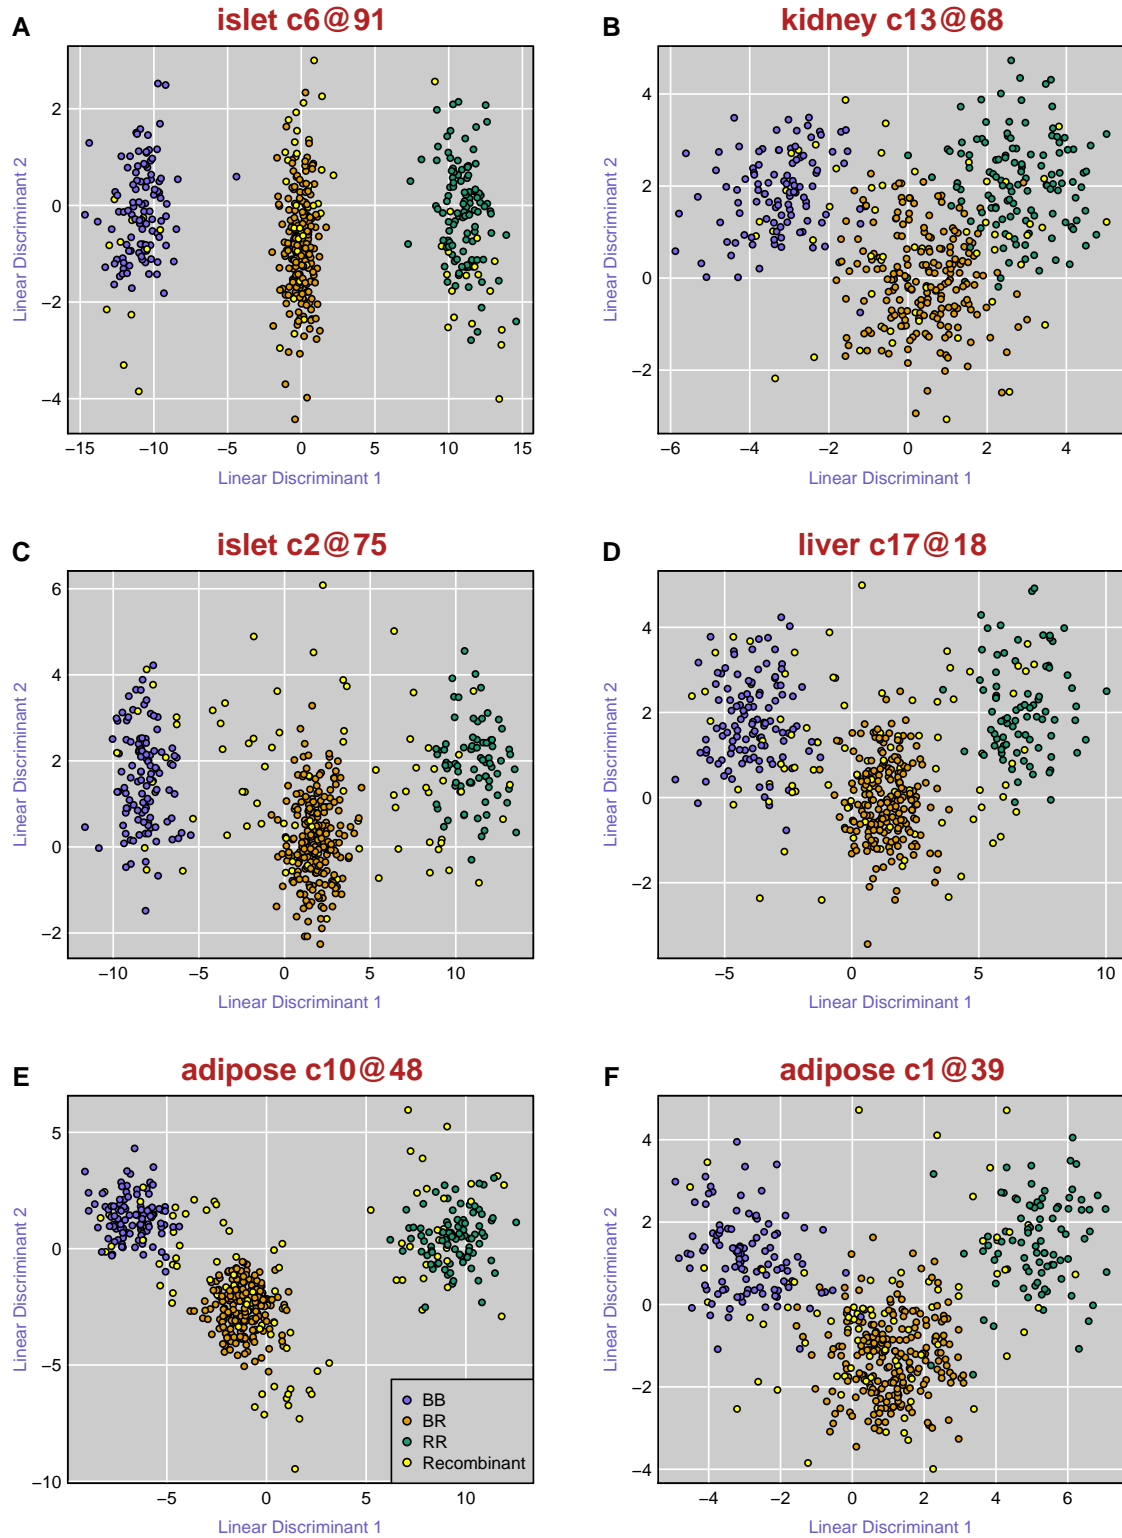 A
islet c6@91
2
0
−2
−4
−15
−10
−5
0
5
10
15
Linear Discriminant 1
Linear Discriminant 2
B
kidney c13@68
4
2
0
−2
−6
−4
−2
0
2
4
Linear Discriminant 1
Linear Discriminant 2
C
islet c2@75
6
4
2
0
−2
−10
−5
0
5
10
Linear Discriminant 1
Linear Discriminant 2
D
liver c17@18
4
2
0
−2
−5
0
5
10
Linear Discriminant 1
Linear Discriminant 2
E
adipose c10@48
5
0
−5
−10
−5
0
5
10
Linear Discriminant 1
Linear Discriminant 2
BB
BR
RR
Recombinant
F
adipose c1@39
4
2
0
−2
−4
−4
−2
0
2
4
6
Linear Discriminant 1
Linear Discriminant 2